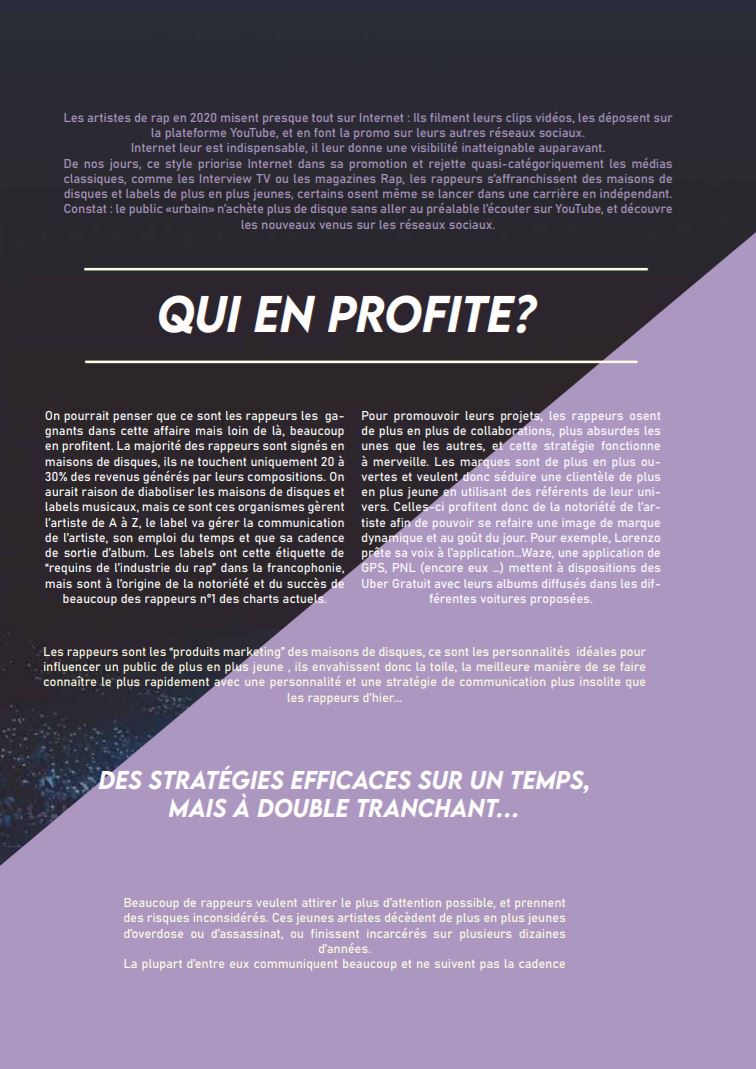 Les artistes de rap en 2020 misent presque tout sur Internet : Ils filment leurs clips vidéos, les déposent sur
la plateforme YouTube, et en font la promo sur leurs autres réseaux sociaux.
Internet leur est indispensable, il leur donne une visibilité inatteignable auparavant.
De nos jours, ce style priorise Internet dans sa promotion et rejette quasi-catégoriquement les médias
classiques, comme les Interview TV ou les magazines Rap, les rappeurs s'affranchissent des maisons de
disques et labels de plus en plus jeunes, certains osent même se lancer dans une carrière en indépendant.
Constat : le public «urbain» n'achète plus de disque sans aller au préalable l'écouter sur YouTube, et découvre
les nouveaux venus sur les réseaux sociaux.
QUI EN PROFITE?
On pourrait penser que ce sont les rappeurs les ga-
gnants dans cette affaire mais loin de là, beaucoup
en profitent. La majorité des rappeurs sont signés en
maisons de disques, ils ne touchent uniquement 20 à
30% des revenus générés par leurs compositions. On
aurait raison de diaboliser les maisons de disques et
labels musicaux, mais ce sont ces organismes gèrent
l'artiste de A à Z, le label va gérer la communication
de l'artiste, son emploi du temps et que sa cadence
de sortie d'album. Les labels ont cette étiquette de
"requins de l'industrie du rap" dans la francophonie,
mais sont à l'origine de la notoriété et du succès de
beaucoup des rappeurs n°1 des charts actuels.
Pour promouvoir leurs projets, les rappeurs osent
de plus en plus de collaborations, plus absurdes les
unes que les autres, et cette stratégie fonctionne
à merveille. Les marques sont de plus en plus ou-
vertes et veulent donc séduire une clientèle de plus
en plus jeune en utilisant des référents de leur uni-
vers. Celles-ci profitent donc de la notoriété de l'ar-
tiste afin de pouvoir se refaire une image de marque
dynamique et au goût du jour. Pour exemple, Lorenzo
prête sa voix à l'application...Waze, une application de
GPS, PNL (encore eux ...) mettent à dispositions des
Uber Gratuit avec leurs albums diffusés dans les dif-
férentes voitures proposées.
Les rappeurs sont les "produits marketing" des maisons de disques, ce sont les personnalités idéales pour
influencer un public de plus en plus jeune , ils envahissent donc la toile, la meilleure manière de se faire
connaître le plus rapidement avec une personnalité et une stratégie de communication plus insolite que
les rappeurs d'hier...
DES STRATÉGIES EFFICACES SUR UN TEMPS,
MAIS À DOUBLE TRANCHANT...
Beaucoup de rappeurs veulent attirer le plus d'attention possible, et prennent
des risques inconsidérés. Ces jeunes artistes décèdent de plus en plus jeunes
d'overdose ou d'assassinat, ou finissent incarcérés sur plusieurs dizaines
d'années.
La plupart d'entre eux communiquent beaucoup et ne suivent pas la cadence